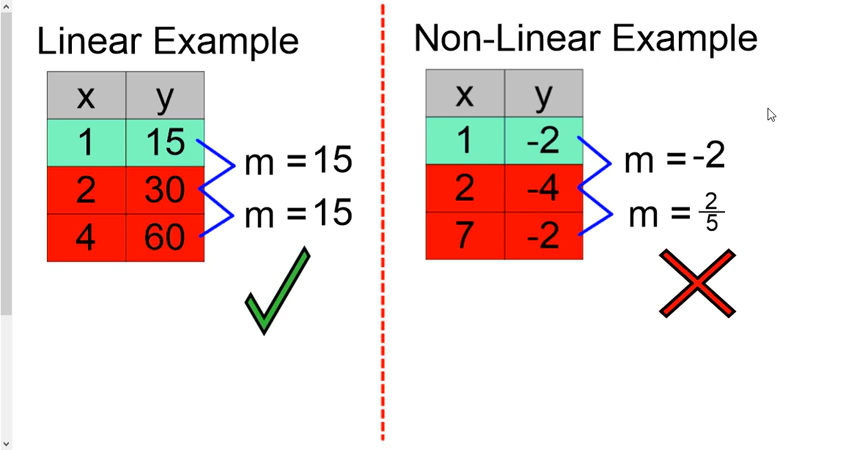 Linear Example
x y
1 15
2 30
4 60
m = 15
m = 15
Non-Linear Example
x y
1 -2
2 -4
7 -2
m = -2
m = 2/5